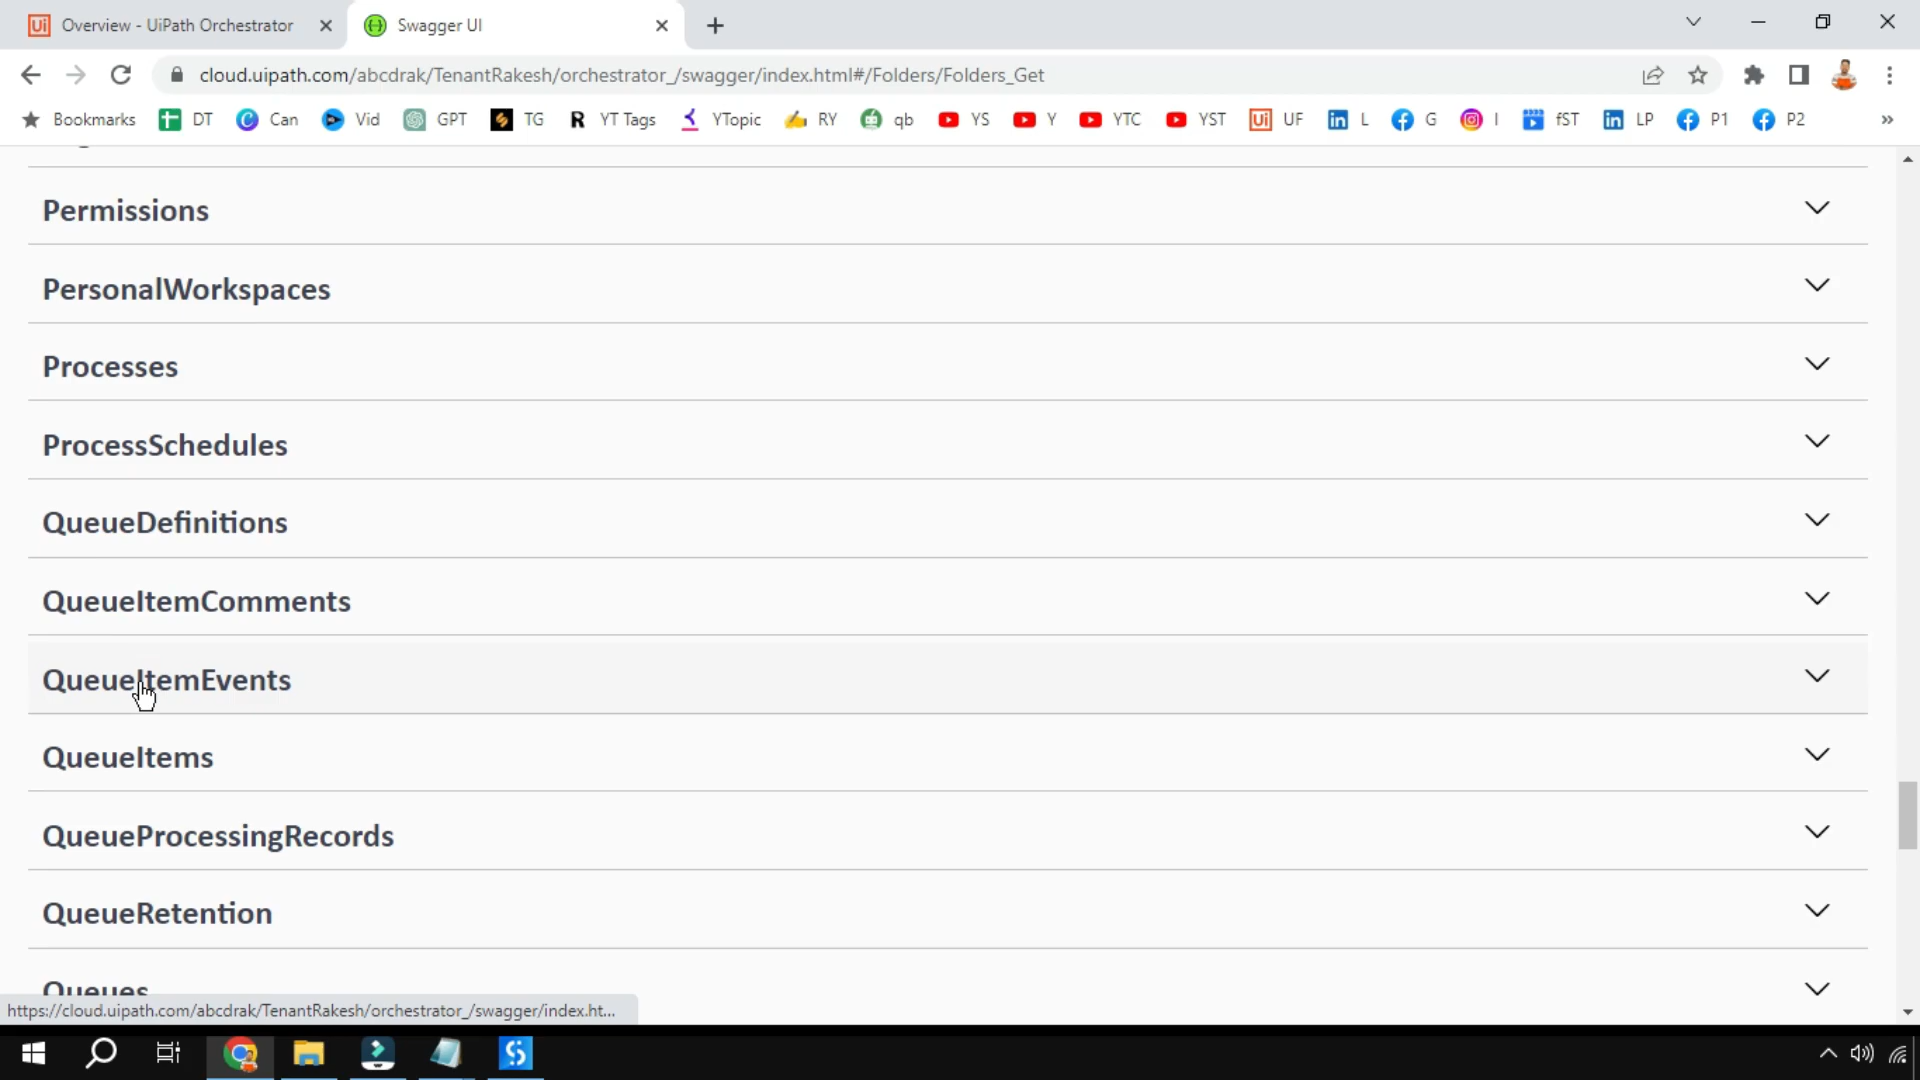 Overview - UiPath Orchestrator
Swagger UI
cloud.uipath.com/abcdrak/TenantRakesh/orchestrator_/swagger/index.html#/Folders/Folders_Get
Bookmarks DT Can Vid GPT TG YT Tags YTopic RY qb YS Y YTC YST UF L G I fST LP P1 P2 »
Permissions
PersonalWorkspaces
Processes
ProcessSchedules
QueueDefinitions
QueueItemComments
QueueItemEvents
QueueItems
QueueProcessingRecords
QueueRetention
Queues
https://cloud.uipath.com/abcdrak/TenantRakesh/orchestrator_/swagger/index.ht...